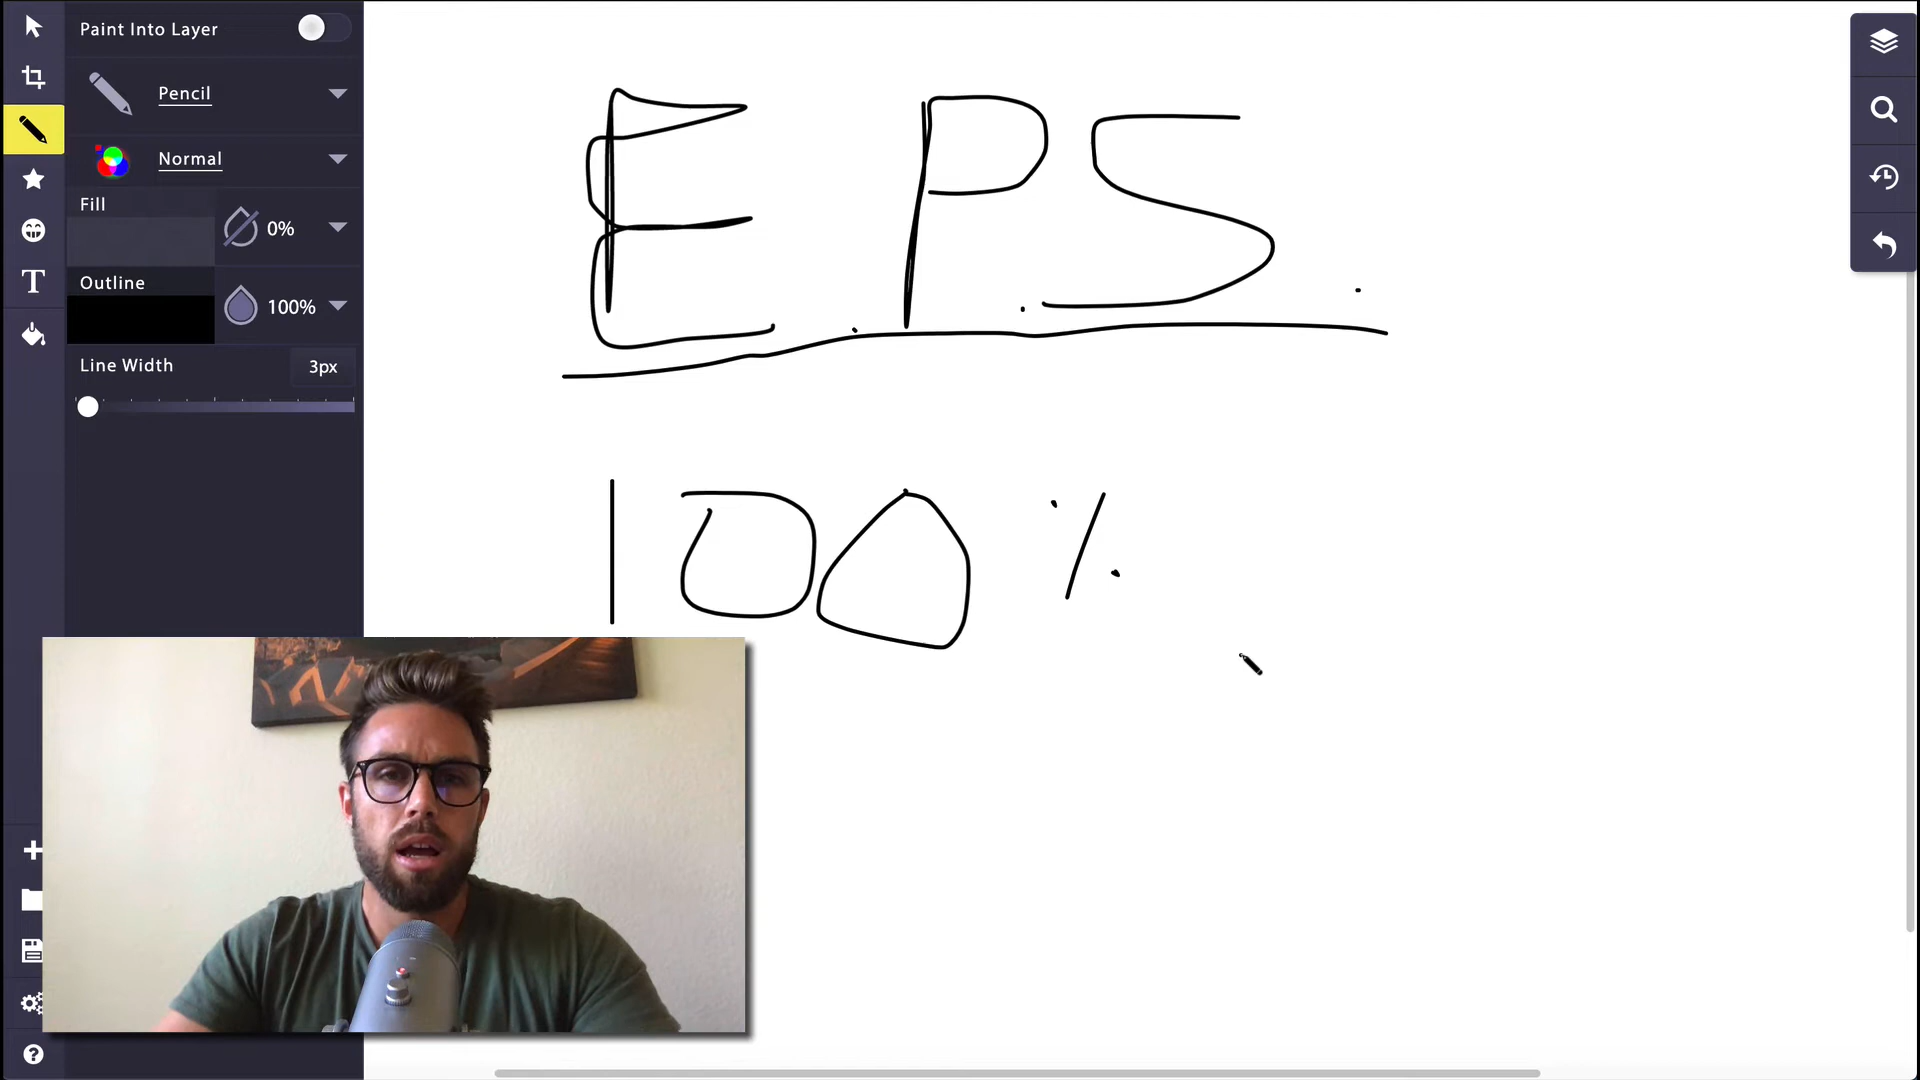 Paint Into Layer
Pencil
Normal
Fill
0%
Outline
100%
Line Width
3px
E.P.S.
100%
T
?